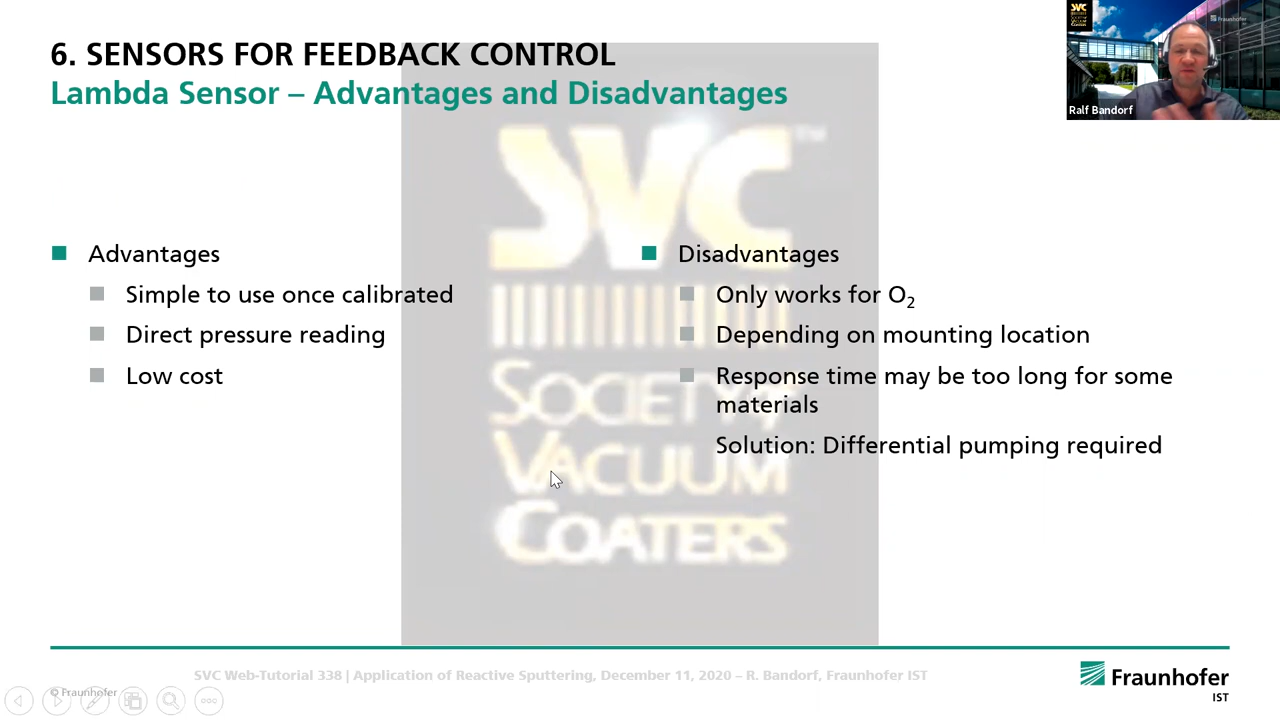 6. SENSORS FOR FEEDBACK CONTROL
Lambda Sensor – Advantages and Disadvantages
Advantages
Simple to use once calibrated
Direct pressure reading
Low cost
Disadvantages
Only works for O₂
Depending on mounting location
Response time may be too long for some
materials
Solution: Differential pumping required
SVC™
SOCIETY OF
VACUUM
COATERS
SVC Web-Tutorial 338 | Application of Reactive Sputtering, December 11, 2020 – R. Bandorf, Fraunhofer IST
© Fraunhofer
Fraunhofer
IST
SVC
Fraunhofer
Ralf Bandorf